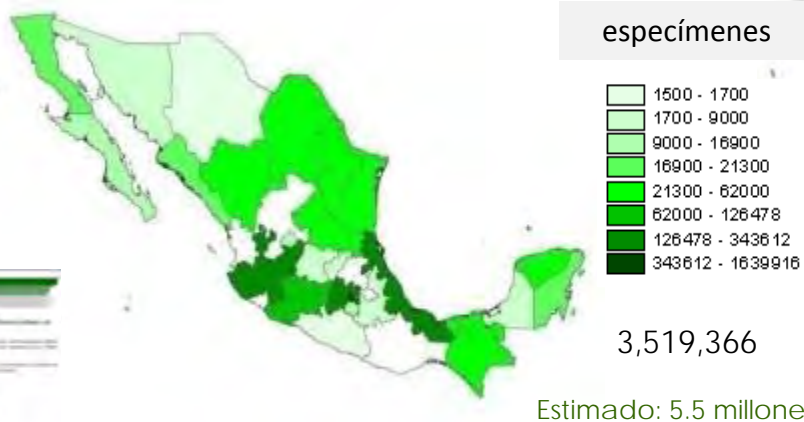 especímenes
1500 - 1700
1700 - 9000
9000 - 16900
16900 - 21300
21300 - 62000
62000 - 126478
126478 - 343612
343612 - 1639916
3,519,366
Estimado: 5.5 millone